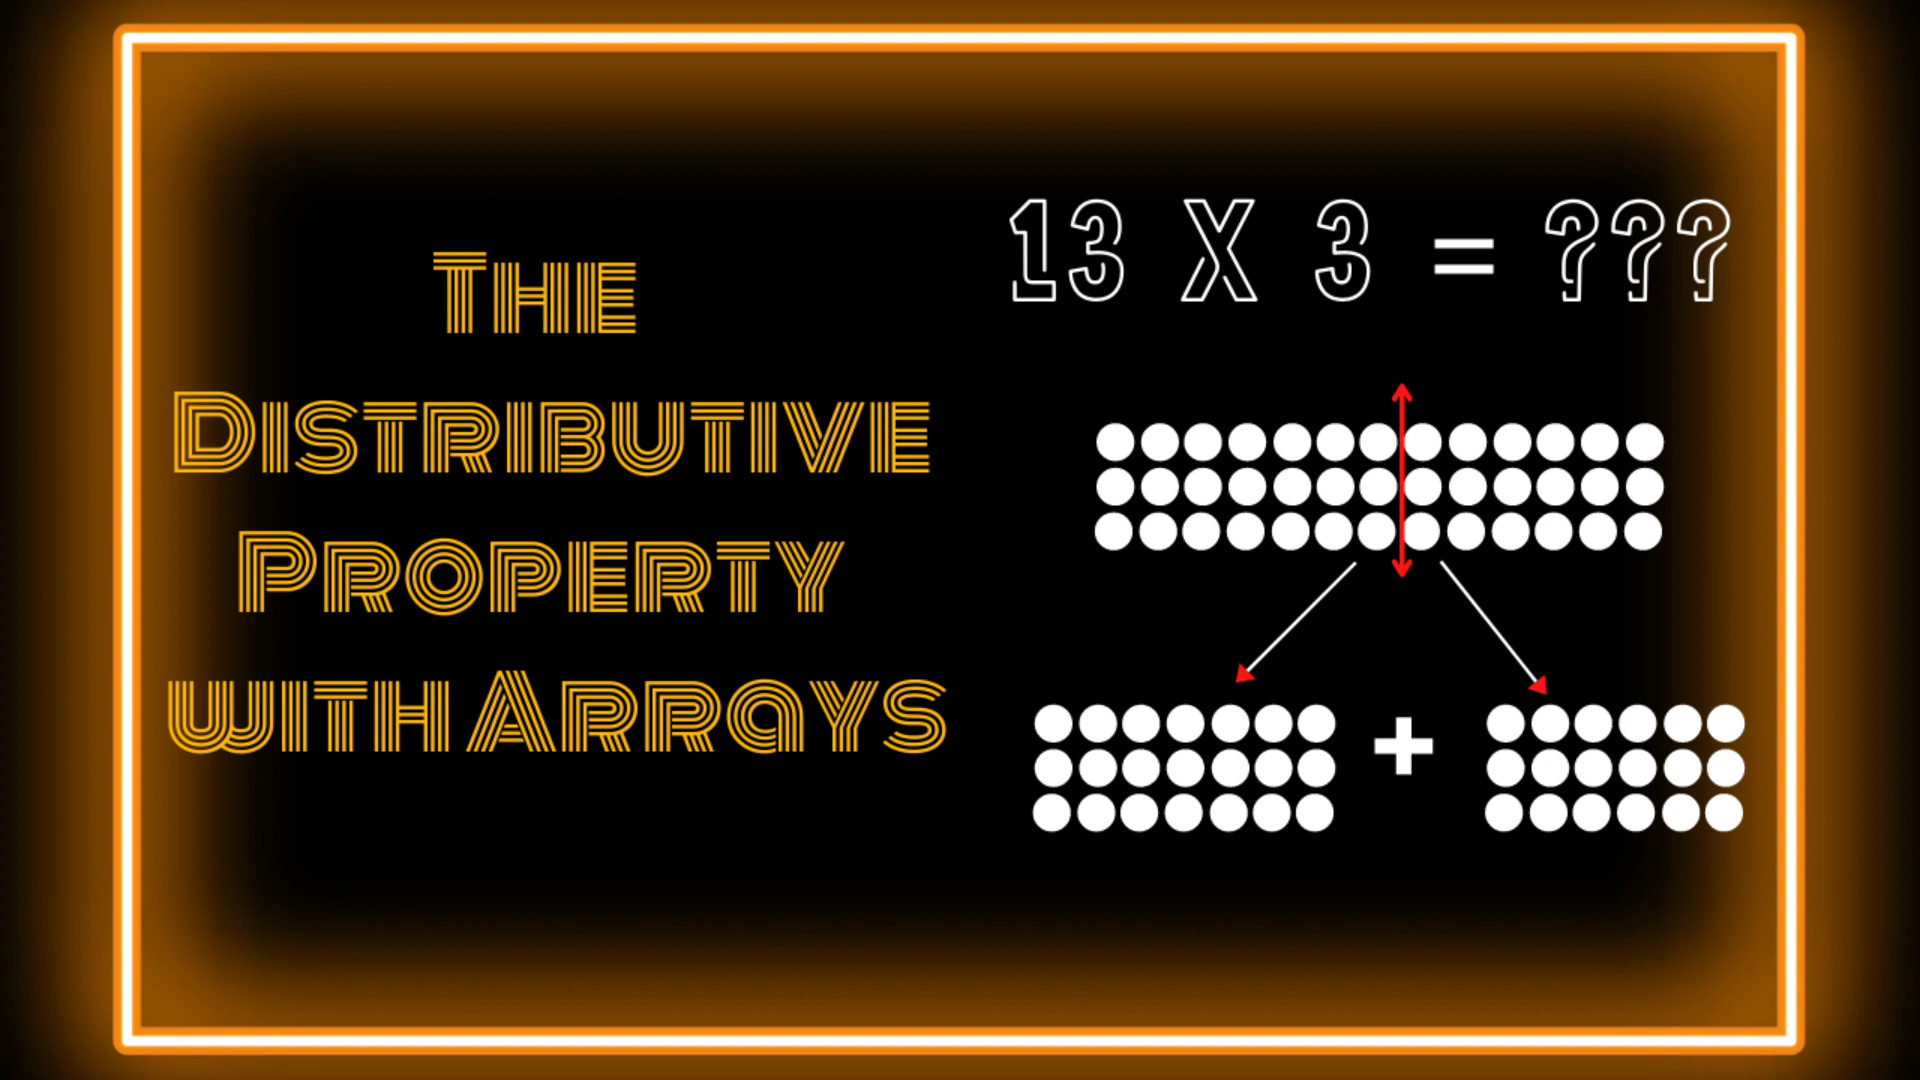 The
Distributive
Property
with Arrays
13 X 3 = ???
+